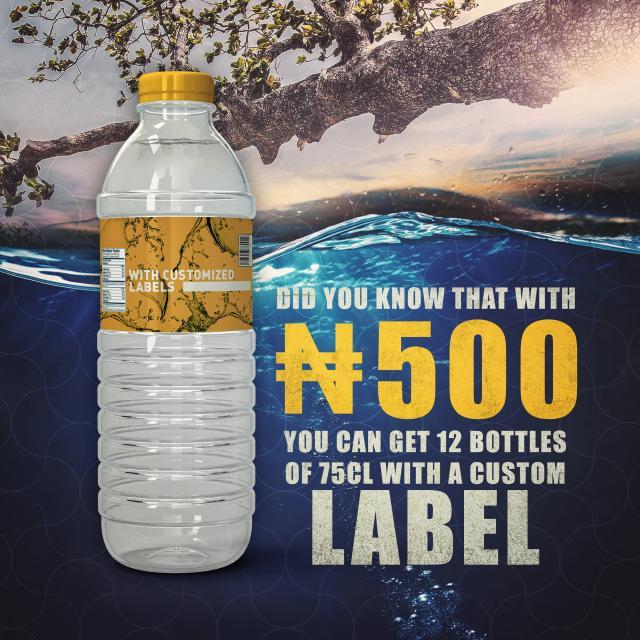 WITH CUSTOMIZED
LABELS
DID YOU KNOW THAT WITH
₦500
YOU CAN GET 12 BOTTLES
OF 75CL WITH A CUSTOM
LABEL